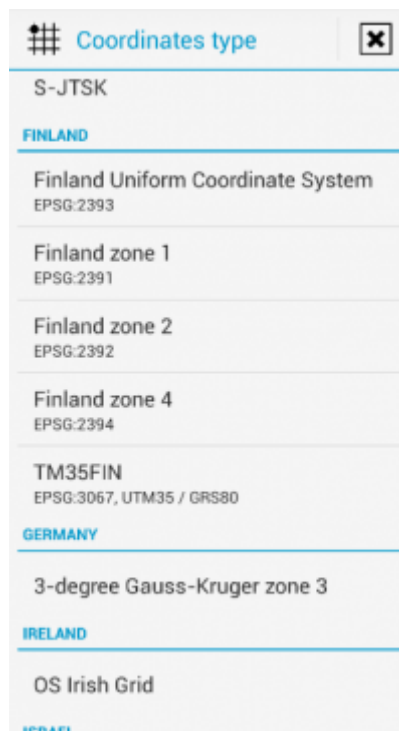 Coordinates type
S-JTSK
FINLAND
Finland Uniform Coordinate System
EPSG:2393
Finland zone 1
EPSG:2391
Finland zone 2
EPSG:2392
Finland zone 4
EPSG:2394
TM35FIN
EPSG:3067, UTM35 / GRS80
GERMANY
3-degree Gauss-Kruger zone 3
IRELAND
OS Irish Grid
ISRAEL